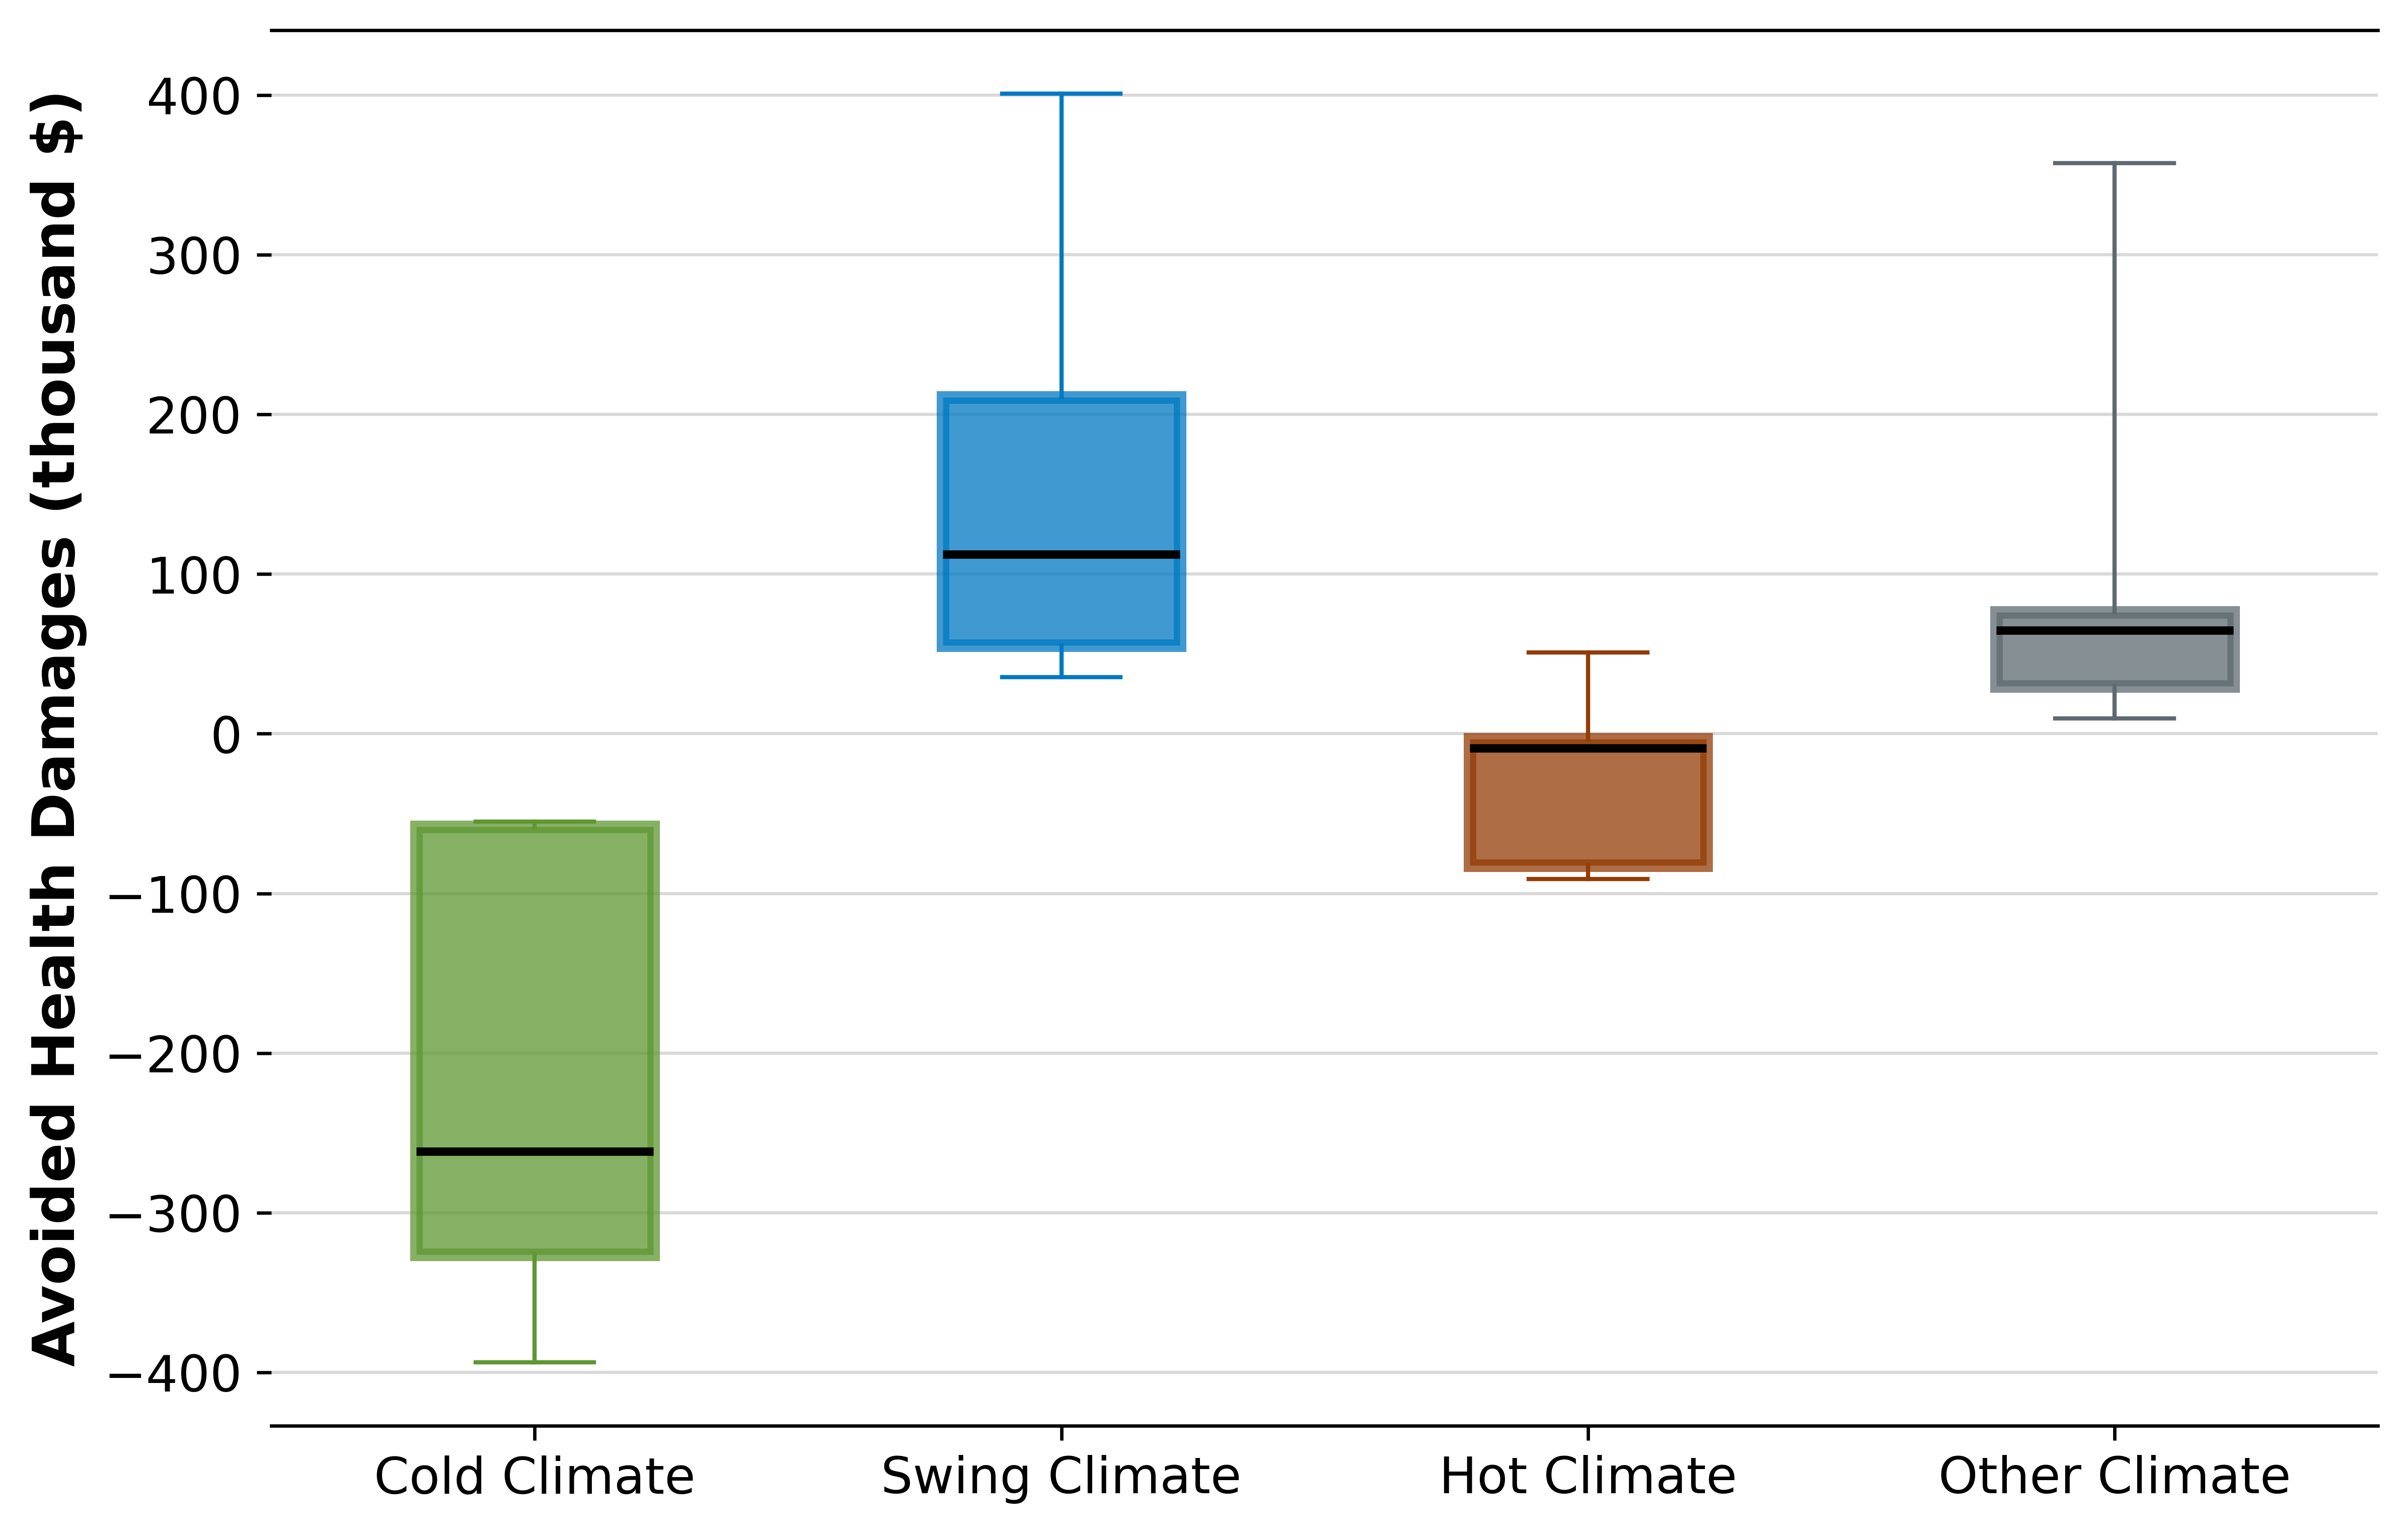 Avoided Health Damages (thousand $)
400
300
200
100
0
−100
−200
−300
−400
Cold Climate
Swing Climate
Hot Climate
Other Climate